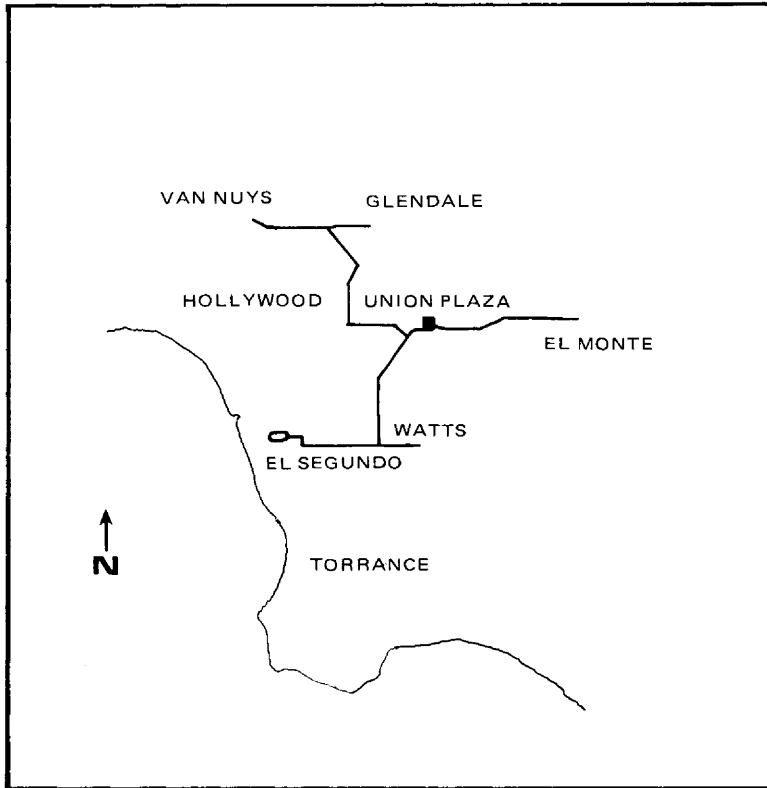 VAN NUYS
GLENDALE
HOLLYWOOD
UNION PLAZA
EL MONTE
WATTS
EL SEGUNDO
N
TORRANCE